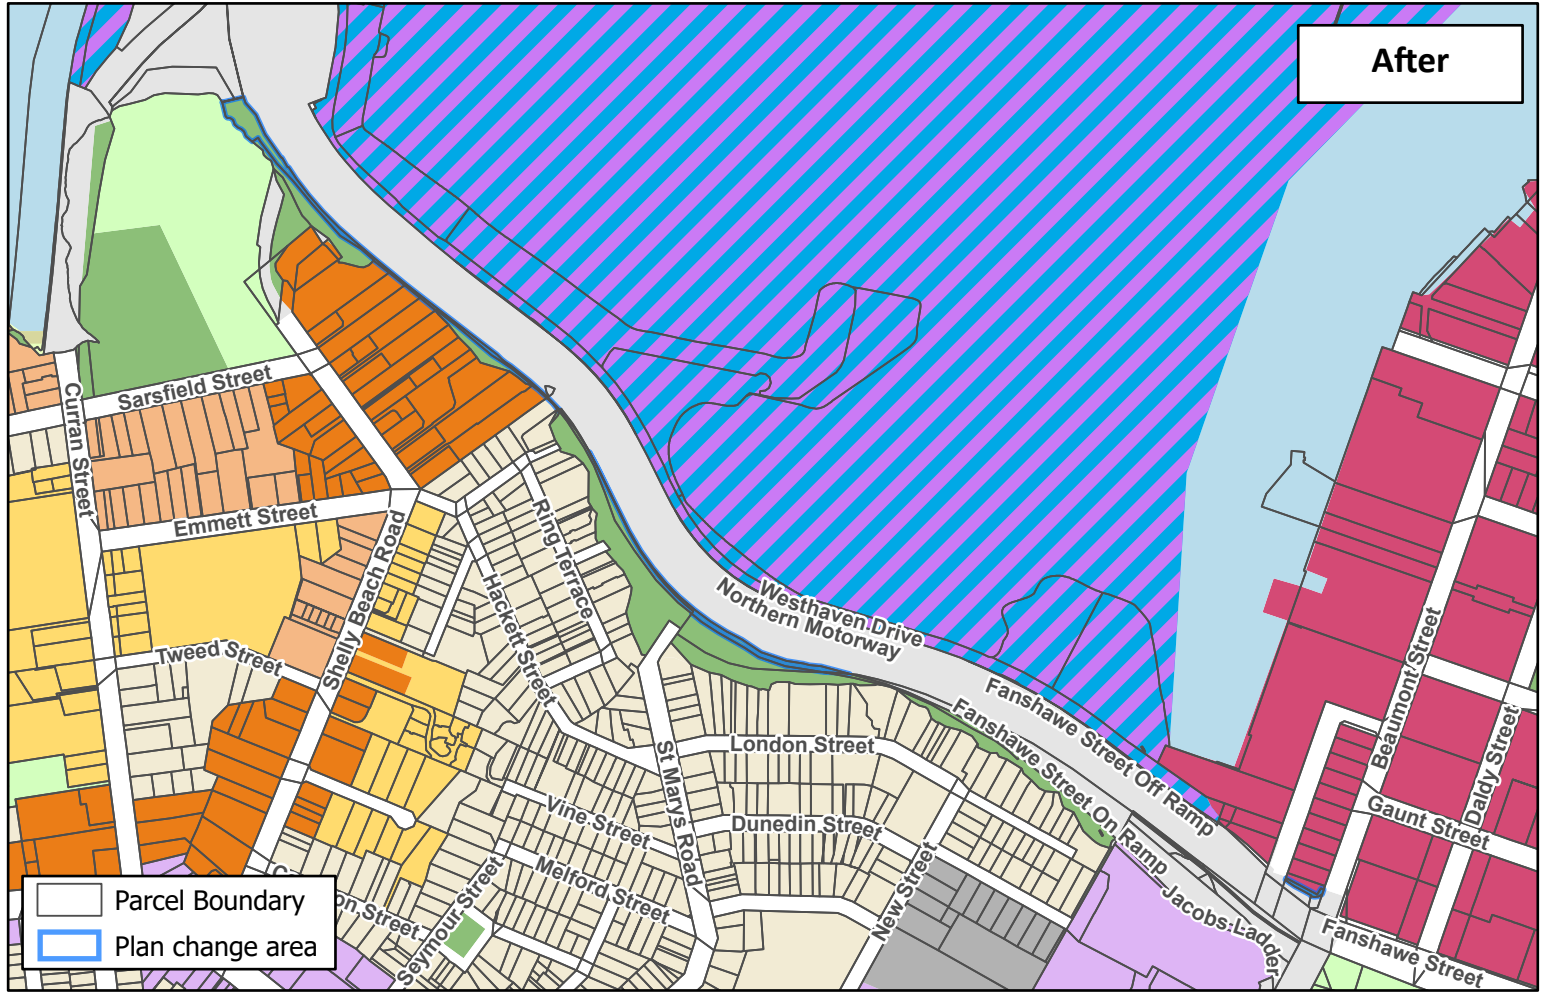 After
Sarsfield Street
Curran Street
Emmett Street
Ring Terrace
Shelly Beach Road
Hackett Street
Westhaven Drive
Northern Motorway
Tweed Street
Fanshawe Street Off Ramp
Fanshawe Street On Ramp
Beaumont Street
Daldy Street
London Street
St Marys Road
Vine Street
Dunedin Street
Gaunt Street
Melford Street
New Street
Seymour Street
on Street
Jacobs Ladder
Fanshawe Street
Parcel Boundary
Plan change area